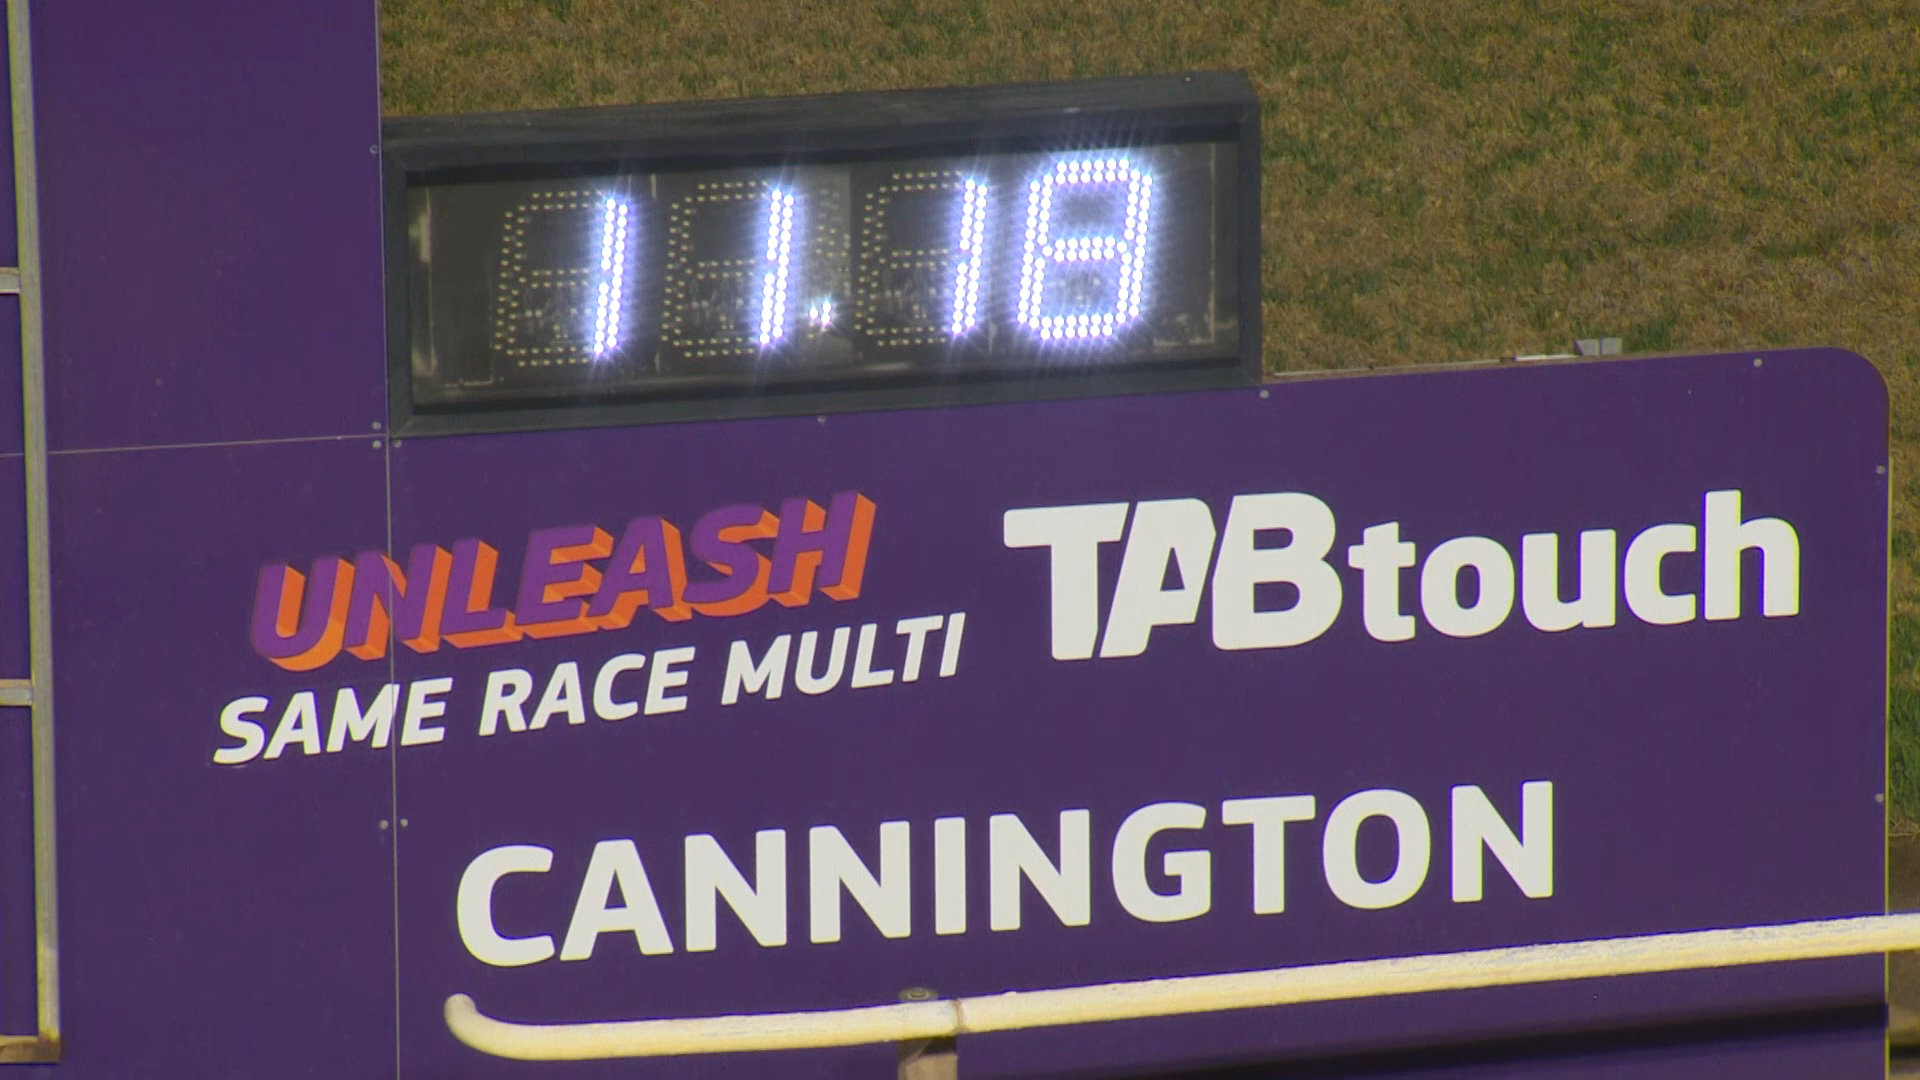 11.18
UNLEASH
SAME RACE MULTI
TABtouch
CANNINGTON